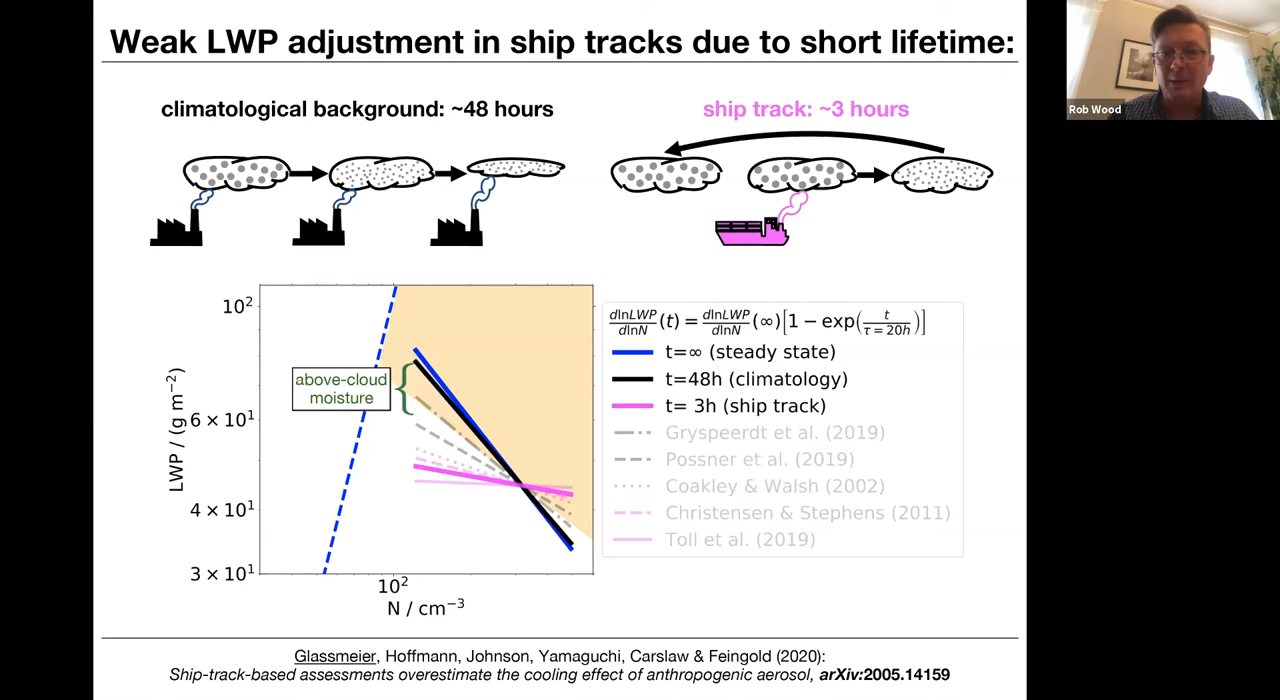 Weak LWP adjustment in ship tracks due to short lifetime:
Rob Wood
climatological background: ~48 hours
ship track: ~3 hours
10²
6 × 10¹
4 × 10¹
3 × 10¹
LWP / (g m⁻²)
above-cloud
moisture
10²
N / cm⁻³
dlnLWP/dlnN (t) = dlnLWP/dlnN (∞)[1 − exp(t/τ = 20h)]
t=∞ (steady state)
t=48h (climatology)
t= 3h (ship track)
Gryspeerdt et al. (2019)
Possner et al. (2019)
Coakley & Walsh (2002)
Christensen & Stephens (2011)
Toll et al. (2019)
Glassmeier, Hoffmann, Johnson, Yamaguchi, Carslaw & Feingold (2020):
Ship-track-based assessments overestimate the cooling effect of anthropogenic aerosol, arXiv:2005.14159